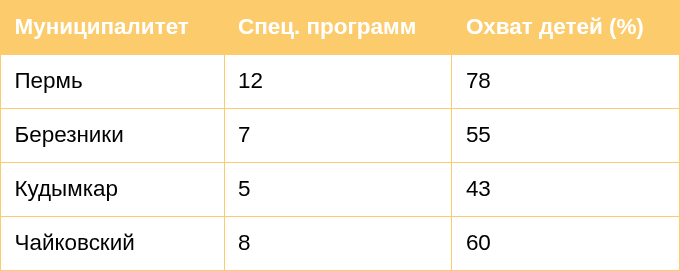 Муниципалитет Спец. программ Охват детей (%)
Пермь 12 78
Березники 7 55
Кудымкар 5 43
Чайковский 8 60